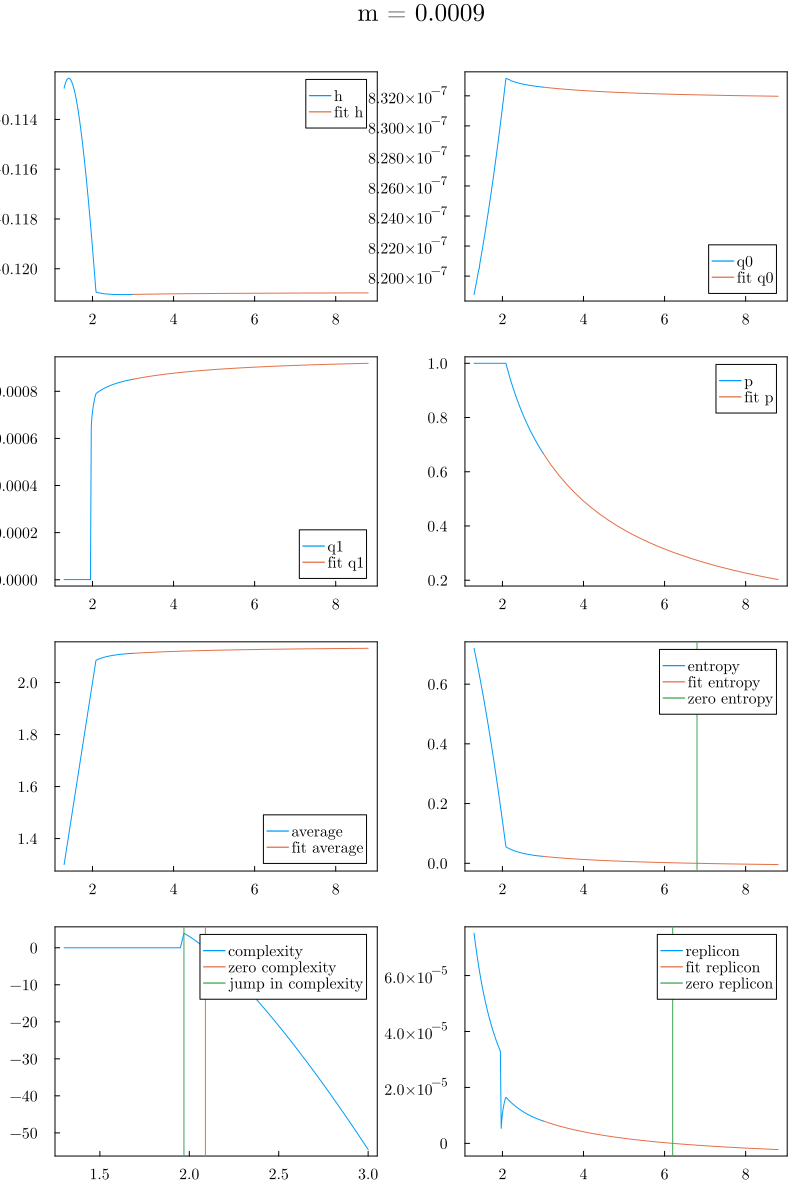 m = 0.0009
h
fit h
-0.114
-0.116
-0.118
-0.120
2 4 6 8
8.320×10⁻⁷
8.300×10⁻⁷
8.280×10⁻⁷
8.260×10⁻⁷
8.240×10⁻⁷
8.220×10⁻⁷
8.200×10⁻⁷
q0
fit q0
2 4 6 8
0.0008
0.0006
0.0004
0.0002
0.0000
q1
fit q1
2 4 6 8
1.0
0.8
0.6
0.4
0.2
p
fit p
2 4 6 8
2.0
1.8
1.6
1.4
average
fit average
2 4 6 8
0.6
0.4
0.2
0.0
entropy
fit entropy
zero entropy
2 4 6 8
0
−10
−20
−30
−40
−50
complexity
zero complexity
jump in complexity
1.5 2.0 2.5 3.0
6.0×10⁻⁵
4.0×10⁻⁵
2.0×10⁻⁵
0
replicon
fit replicon
zero replicon
2 4 6 8